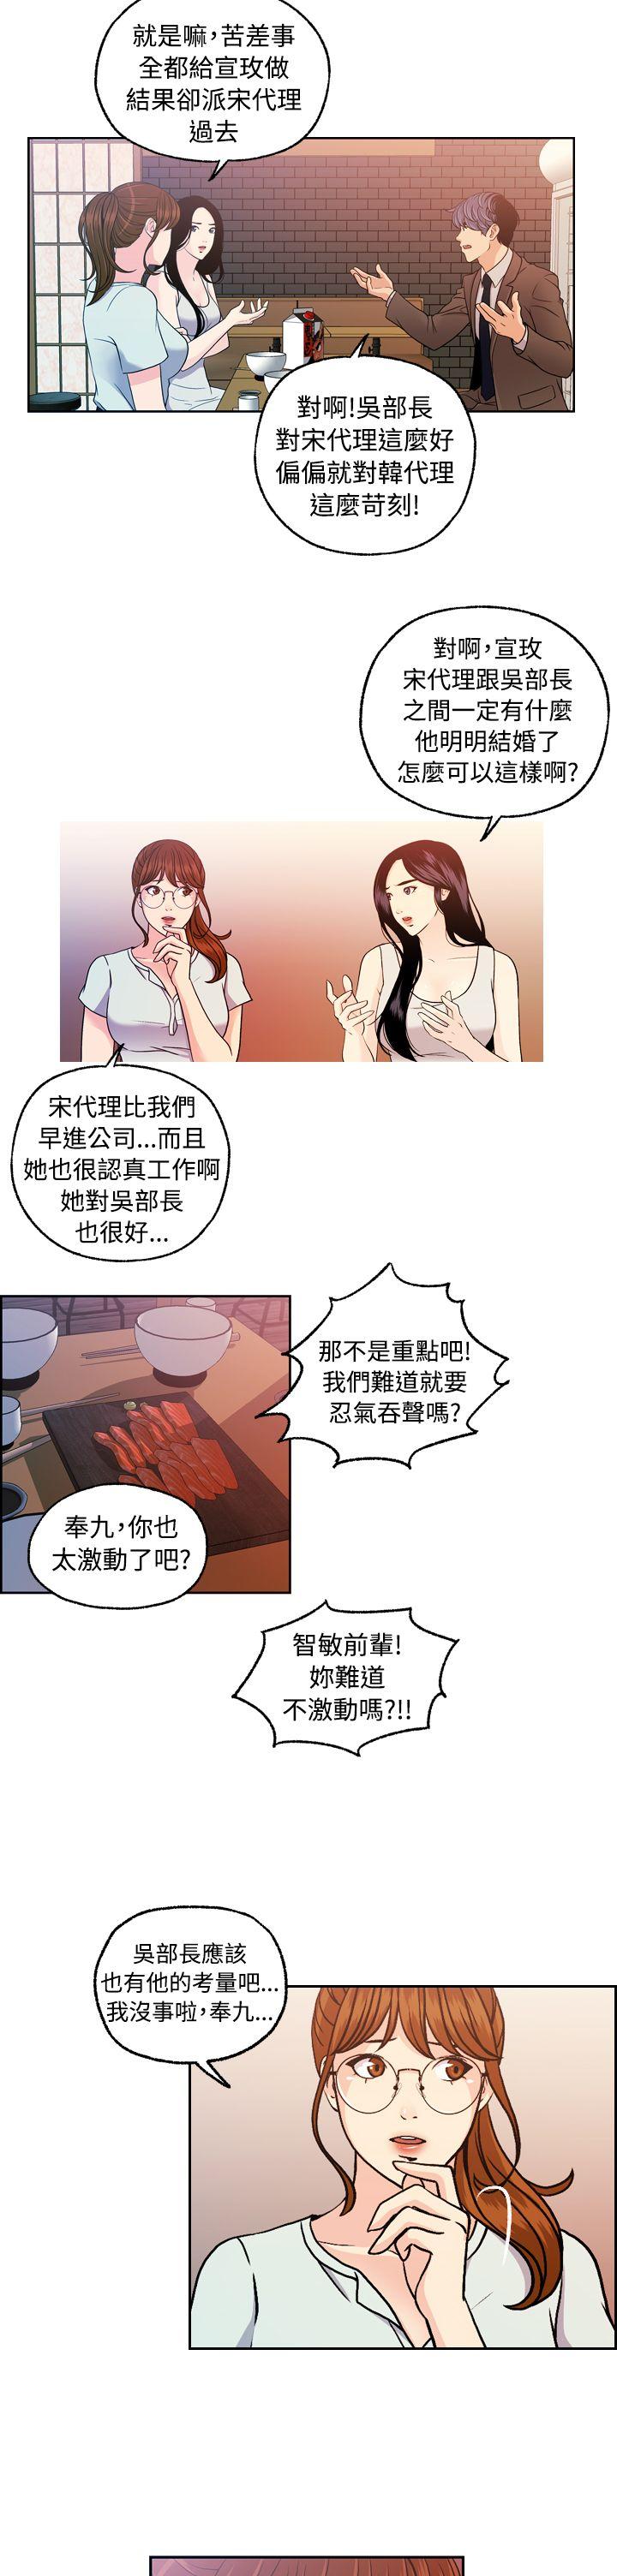 就是嘛,苦差事
全都給宣玫做
結果卻派宋代理
過去
對啊!吳部長
對宋代理這麼好
偏偏就對韓代理
這麼苛刻!
對啊,宣玫
宋代理跟吳部長
之間一定有什麼
他明明結婚了
怎麼可以這樣啊?
宋代理比我們
早進公司...而且
她也很認真工作啊
她對吳部長
也很好...
那不是重點吧!
我們難道就要
忍氣吞聲嗎?
奉九,你也
太激動了吧?
智敏前輩!
妳難道
不激動嗎?!!
吳部長應該
也有他的考量吧...
我沒事啦,奉九...